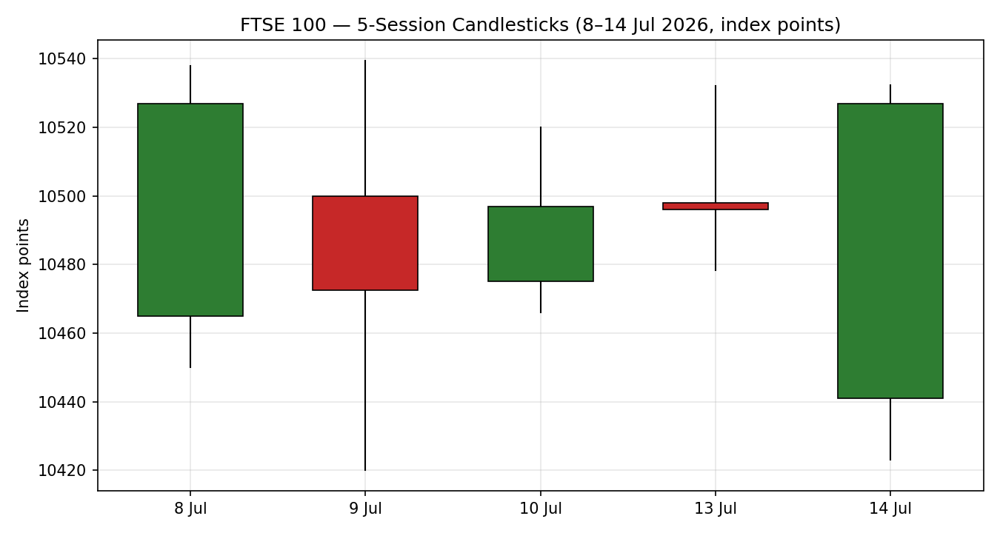 FTSE 100 — 5-Session Candlesticks (8–14 Jul 2026, index points)
Index points
10540
10520
10500
10480
10460
10440
10420
8 Jul
9 Jul
10 Jul
13 Jul
14 Jul